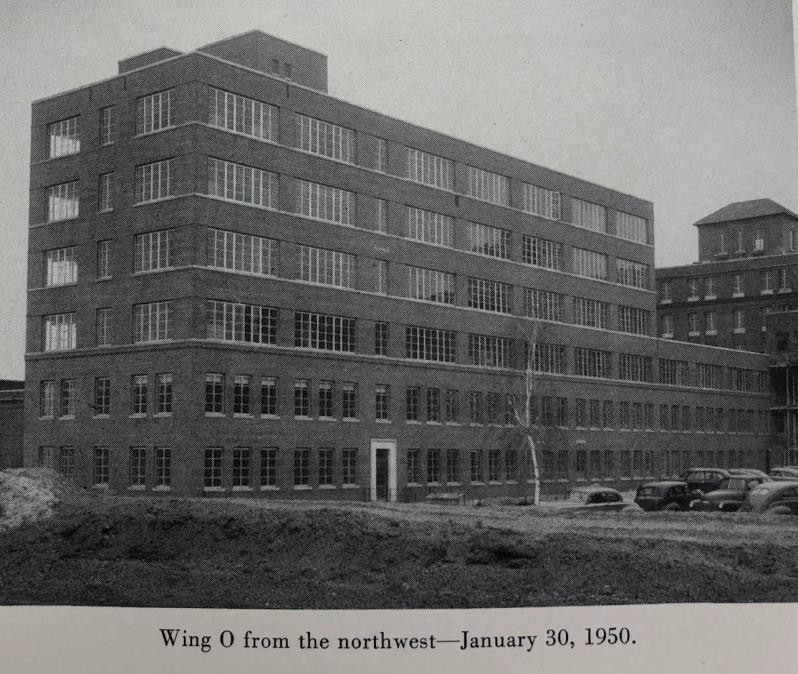 Wing O from the northwest—January 30, 1950.